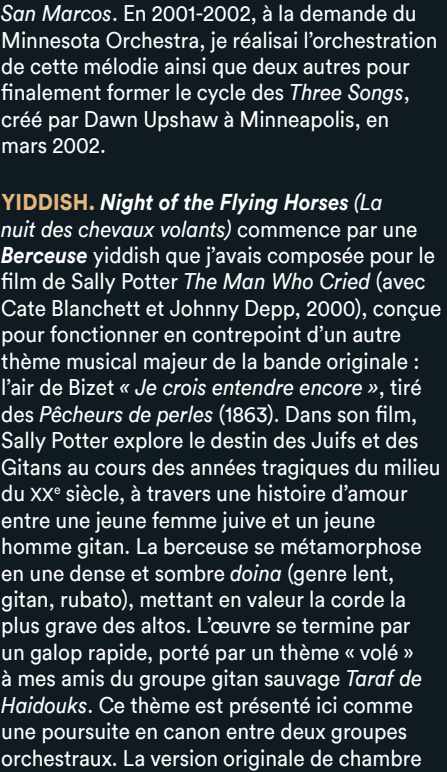 San Marcos. En 2001-2002, à la demande du
Minnesota Orchestra, je réalisai l’orchestration
de cette mélodie ainsi que deux autres pour
finalement former le cycle des Three Songs,
créé par Dawn Upshaw à Minneapolis, en
mars 2002.

YIDDISH. Night of the Flying Horses (La
nuit des chevaux volants) commence par une
Berceuse yiddish que j’avais composée pour le
film de Sally Potter The Man Who Cried (avec
Cate Blanchett et Johnny Depp, 2000), conçue
pour fonctionner en contrepoint d’un autre
thème musical majeur de la bande originale :
l’air de Bizet « Je crois entendre encore », tiré
des Pêcheurs de perles (1863). Dans son film,
Sally Potter explore le destin des Juifs et des
Gitans au cours des années tragiques du milieu
du XXe siècle, à travers une histoire d’amour
entre une jeune femme juive et un jeune
homme gitan. La berceuse se métamorphose
en une dense et sombre doina (genre lent,
gitan, rubato), mettant en valeur la corde la
plus grave des altos. L’œuvre se termine par
un galop rapide, porté par un thème « volé »
à mes amis du groupe gitan sauvage Taraf de
Haidouks. Ce thème est présenté ici comme
une poursuite en canon entre deux groupes
orchestraux. La version originale de chambre